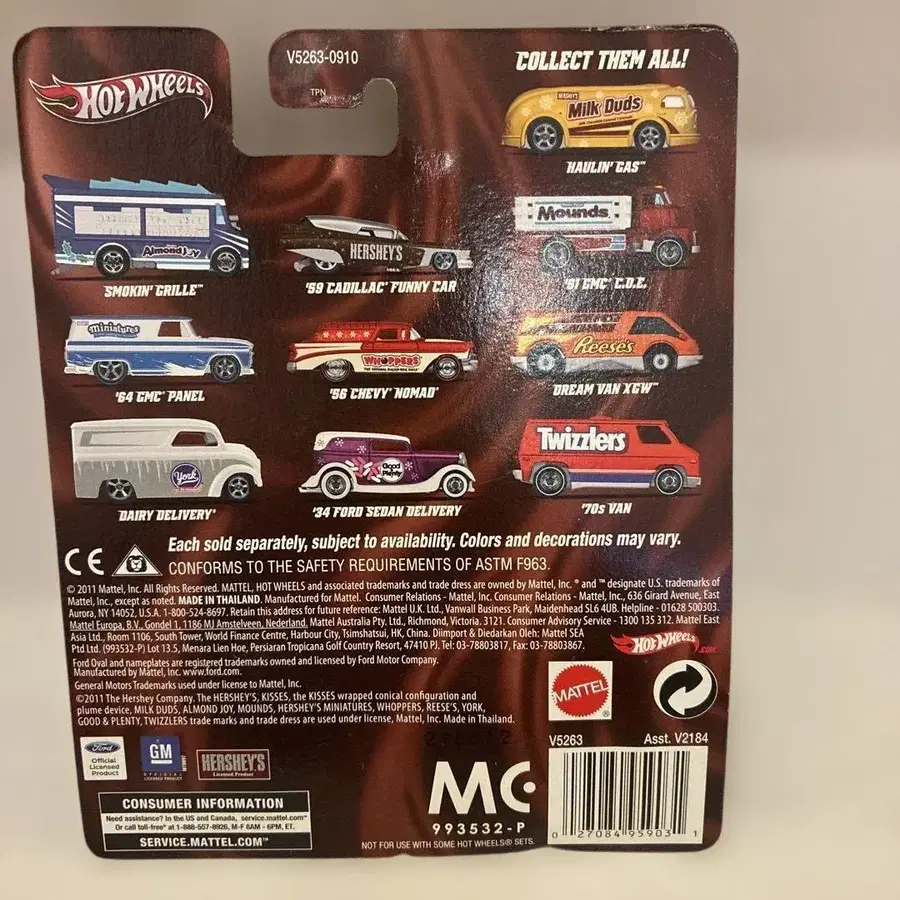 V5263-0910
TPN
COLLECT THEM ALL!
HOT WHEELS
HERSHEY'S
Milk Duds
HAULIN' GAS™
Almond Joy
SMOKIN' GRILLE™
HERSHEY'S
'59 CADILLAC® FUNNY CAR
Mounds
'81 GMC® C.O.E.
Miniatures
'64 GMC® PANEL
WHOPPERS
'56 CHEVY® NOMAD®
Reese's
DREAM VAN XGW™
York
DAIRY DELIVERY®
Good & Plenty
'34 FORD SEDAN DELIVERY
Twizzlers
'70s VAN
Each sold separately, subject to availability. Colors and decorations may vary.
CE
CONFORMS TO THE SAFETY REQUIREMENTS OF ASTM F963.
© 2011 Mattel, Inc. All Rights Reserved. MATTEL, HOT WHEELS and associated trademarks and trade dress are owned by Mattel, Inc. ® and ™ designate U.S. trademarks of
Mattel, Inc., except as noted. MADE IN THAILAND. Manufactured for Mattel. Consumer Relations - Mattel, Inc. Consumer Relations - Mattel, Inc., 636 Girard Avenue, East
Aurora, NY 14052, U.S.A. 1-800-524-8697. Retain this address for future reference: Mattel U.K. Ltd., Vanwall Business Park, Maidenhead SL6 4UB. Helpline - 01628 500303.
Mattel Europa, B.V., Gondel 1, 1186 MJ Amstelveen, Nederland. Mattel Australia Pty. Ltd., Richmond, Victoria. 3121. Consumer Advisory Service - 1300 135 312. Mattel East
Asia Ltd., Room 1106, South Tower, World Finance Centre, Harbour City, Tsimshatsui, HK, China. Diimport & Diedarkan Oleh: Mattel SEA
Ptd Ltd. (993532-P) Lot 13.5, Menara Lien Hoe, Persiaran Tropicana Golf Country Resort, 47410 PJ. Tel: 03-78803817, Fax: 03-78803867.
HOT WHEELS.COM
Ford Oval and nameplates are registered trademarks owned and licensed by Ford Motor Company.
Manufactured by Mattel, Inc. www.ford.com.
General Motors Trademarks used under license to Mattel, Inc.
©2011 The Hershey Company. The HERSHEY'S, KISSES, the KISSES wrapped conical configuration and
plume device, MILK DUDS, ALMOND JOY, MOUNDS, HERSHEY'S MINIATURES, WHOPPERS, REESE'S, YORK,
GOOD & PLENTY, TWIZZLERS trade marks and trade dress are used under license, Mattel, Inc. Made in Thailand.
MATTEL®
V5263 Asst. V2184
Ford
Official
Licensed
Product
GM
OFFICIAL
LICENSED PRODUCT
HERSHEY'S
Licensed Product
CONSUMER INFORMATION
Need assistance? In the US and Canada, service.mattel.com™
Or call toll-free® at 1-888-557-8926, M-F 8AM - 6PM, ET.
SERVICE.MATTEL.COM™
MC
993532-P
NOT FOR USE WITH SOME HOT WHEELS® SETS.
0 27084 95903 1